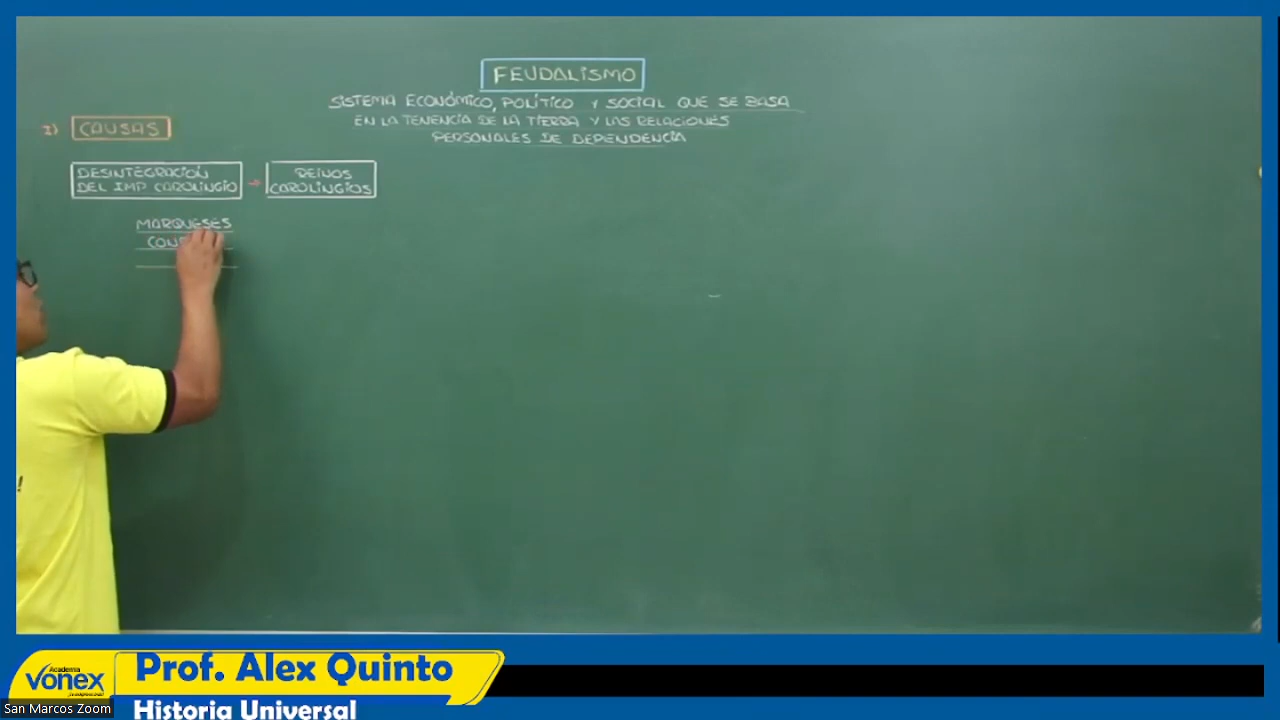 FEUDALISMO
SISTEMA ECONÓMICO, POLÍTICO Y SOCIAL QUE SE BASA
EN LA TENENCIA DE LA TIERRA Y LAS RELACIONES
PERSONALES DE DEPENDENCIA
I) CAUSAS
DESINTEGRACIÓN
DEL IMP CAROLINGIO
REINOS
CAROLINGIOS
MARQUESES
Academia
VONEX
Prof. Alex Quinto
San Marcos Zoom
Historia Universal